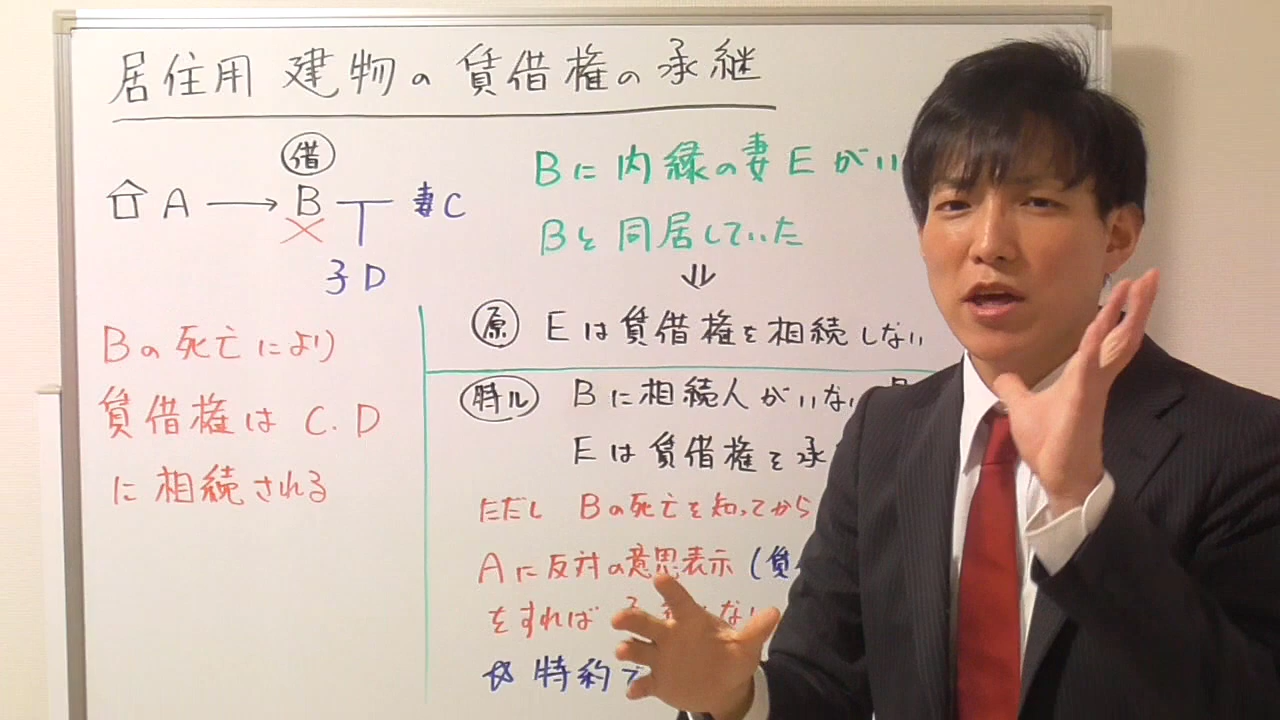 居住用 建物の賃借権の承継
借
A → B 妻C
子D
Bの死亡により
賃借権は C.D
に相続される
Bに内縁の妻Eがい
Bと同居していた
⇓
原 Eは賃借権を相続しない
特ル Bに相続人がいない
Eは賃借権を承
ただし Bの死亡を知ってから
Aに反対の意思表示(賃
をすれば
☆特約で